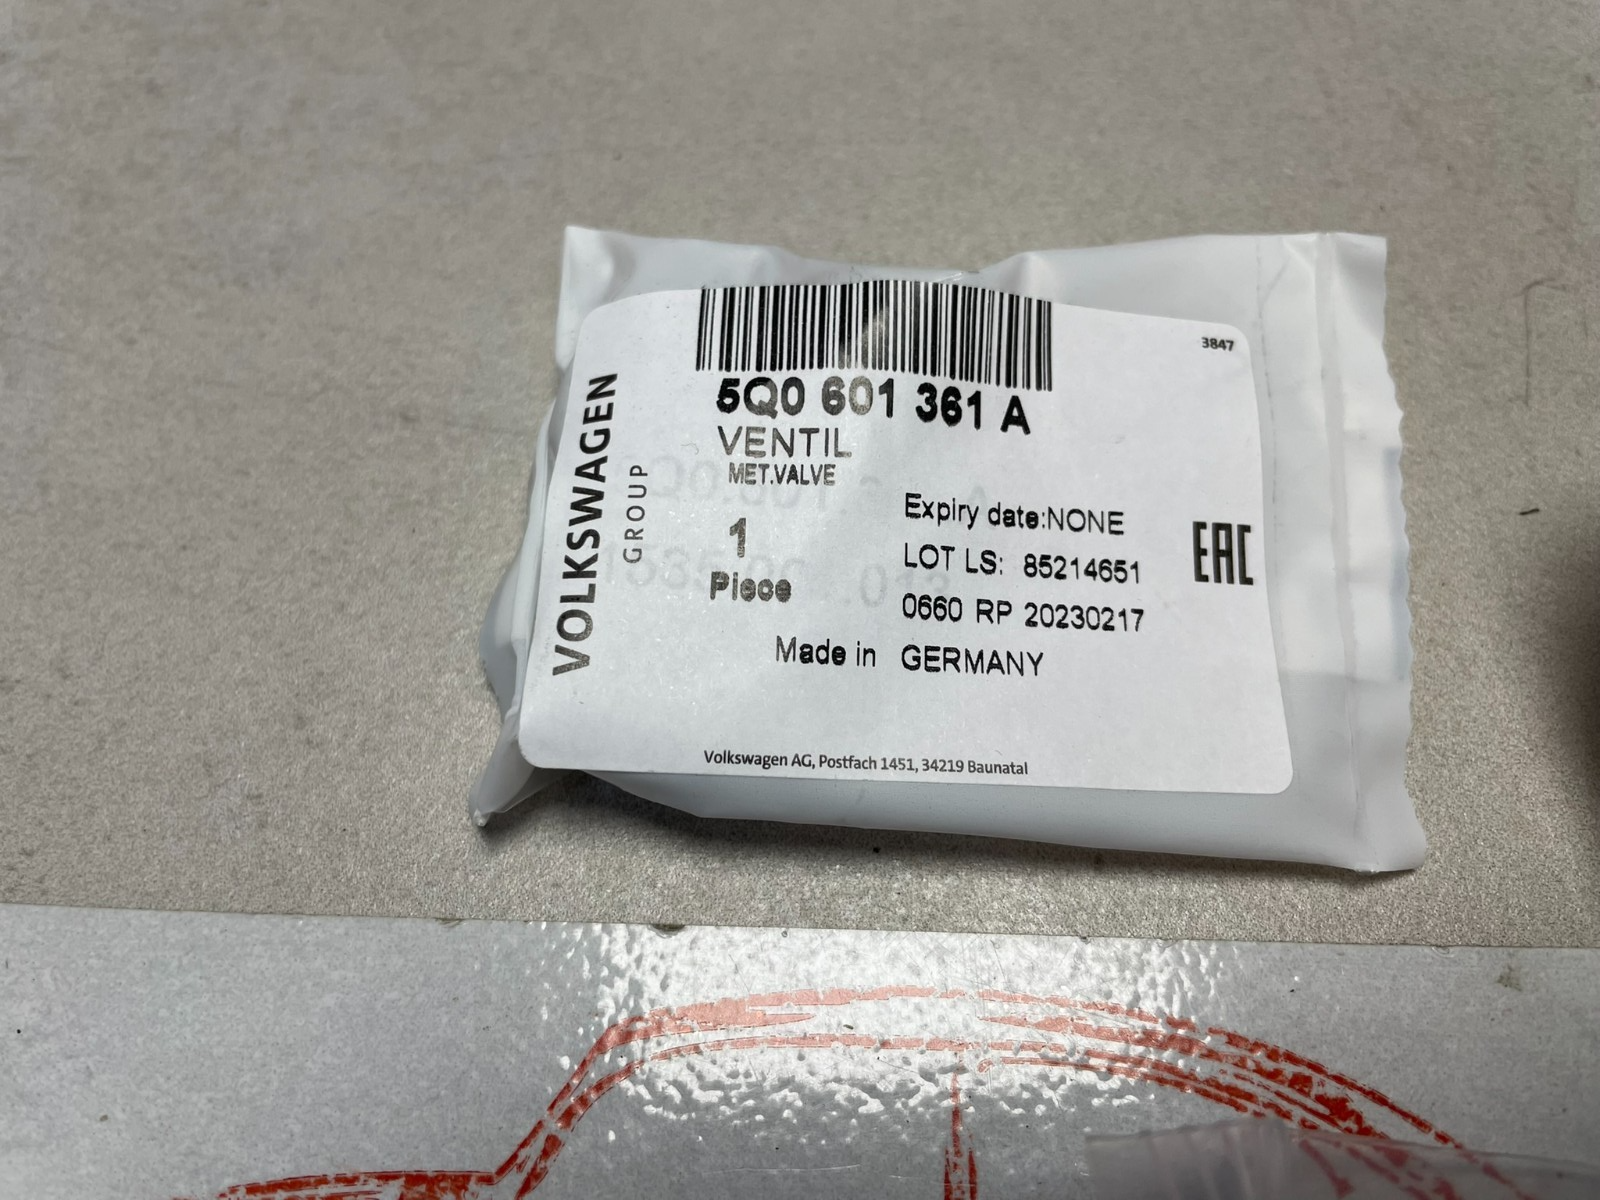 3847
5Q0 601 361 A
VENTIL
MET.VALVE
VOLKSWAGEN
GROUP
1
Piece
Expiry date:NONE
LOT LS: 85214651
0660 RP 20230217
Made in GERMANY
EAC
Volkswagen AG, Postfach 1451, 34219 Baunatal